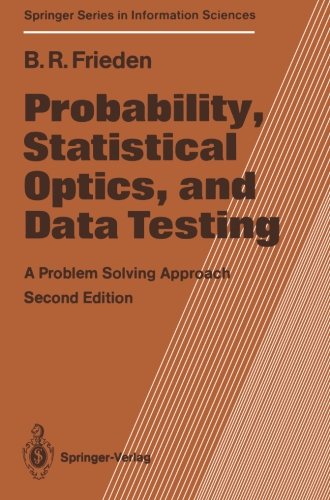 Springer Series in Information Sciences
B. R. Frieden
Probability,
Statistical
Optics, and
Data Testing
A Problem Solving Approach
Second Edition
Springer-Verlag